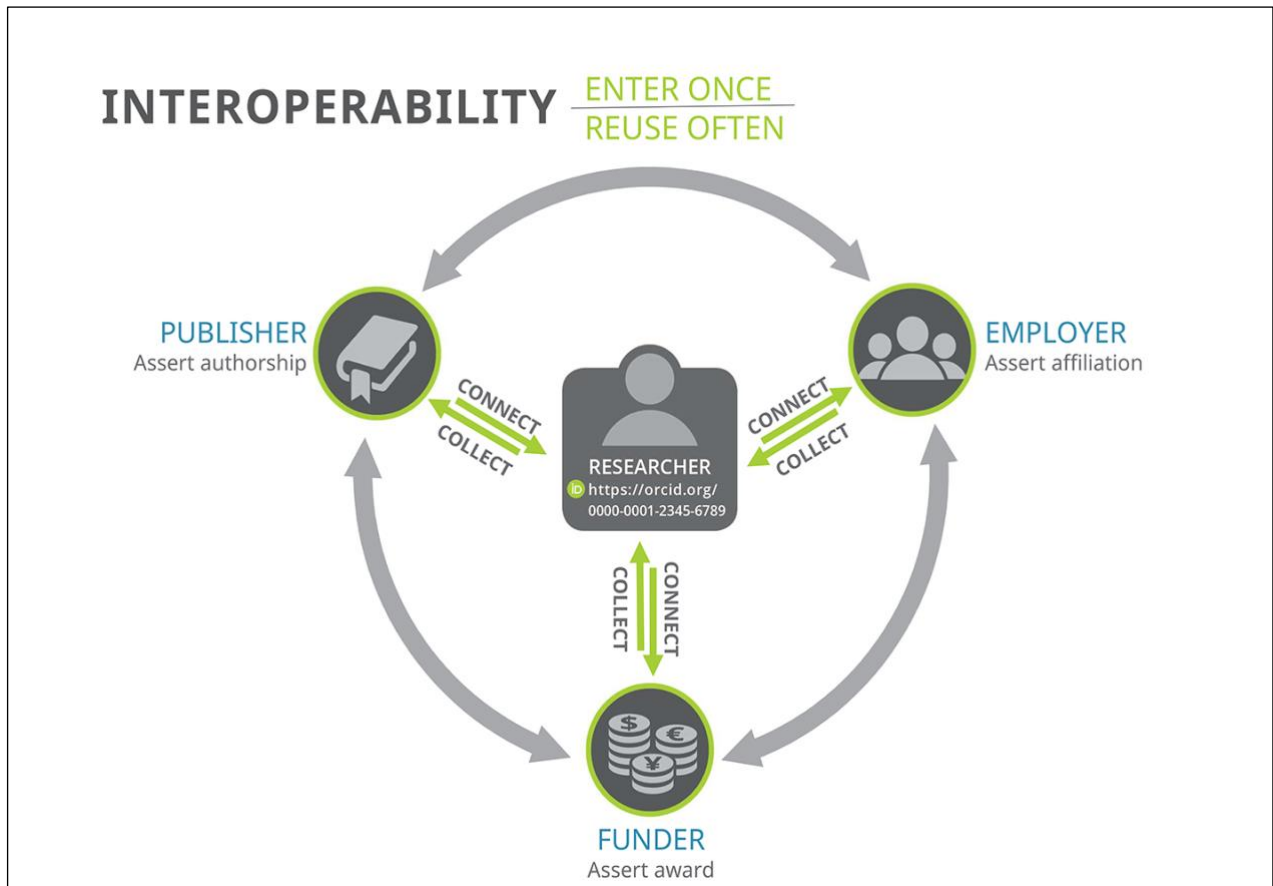 INTEROPERABILITY
ENTER ONCE
REUSE OFTEN
PUBLISHER
Assert authorship
EMPLOYER
Assert affiliation
CONNECT
COLLECT
CONNECT
COLLECT
RESEARCHER
iD https://orcid.org/
0000-0001-2345-6789
COLLECT
CONNECT
$
€
¥
FUNDER
Assert award